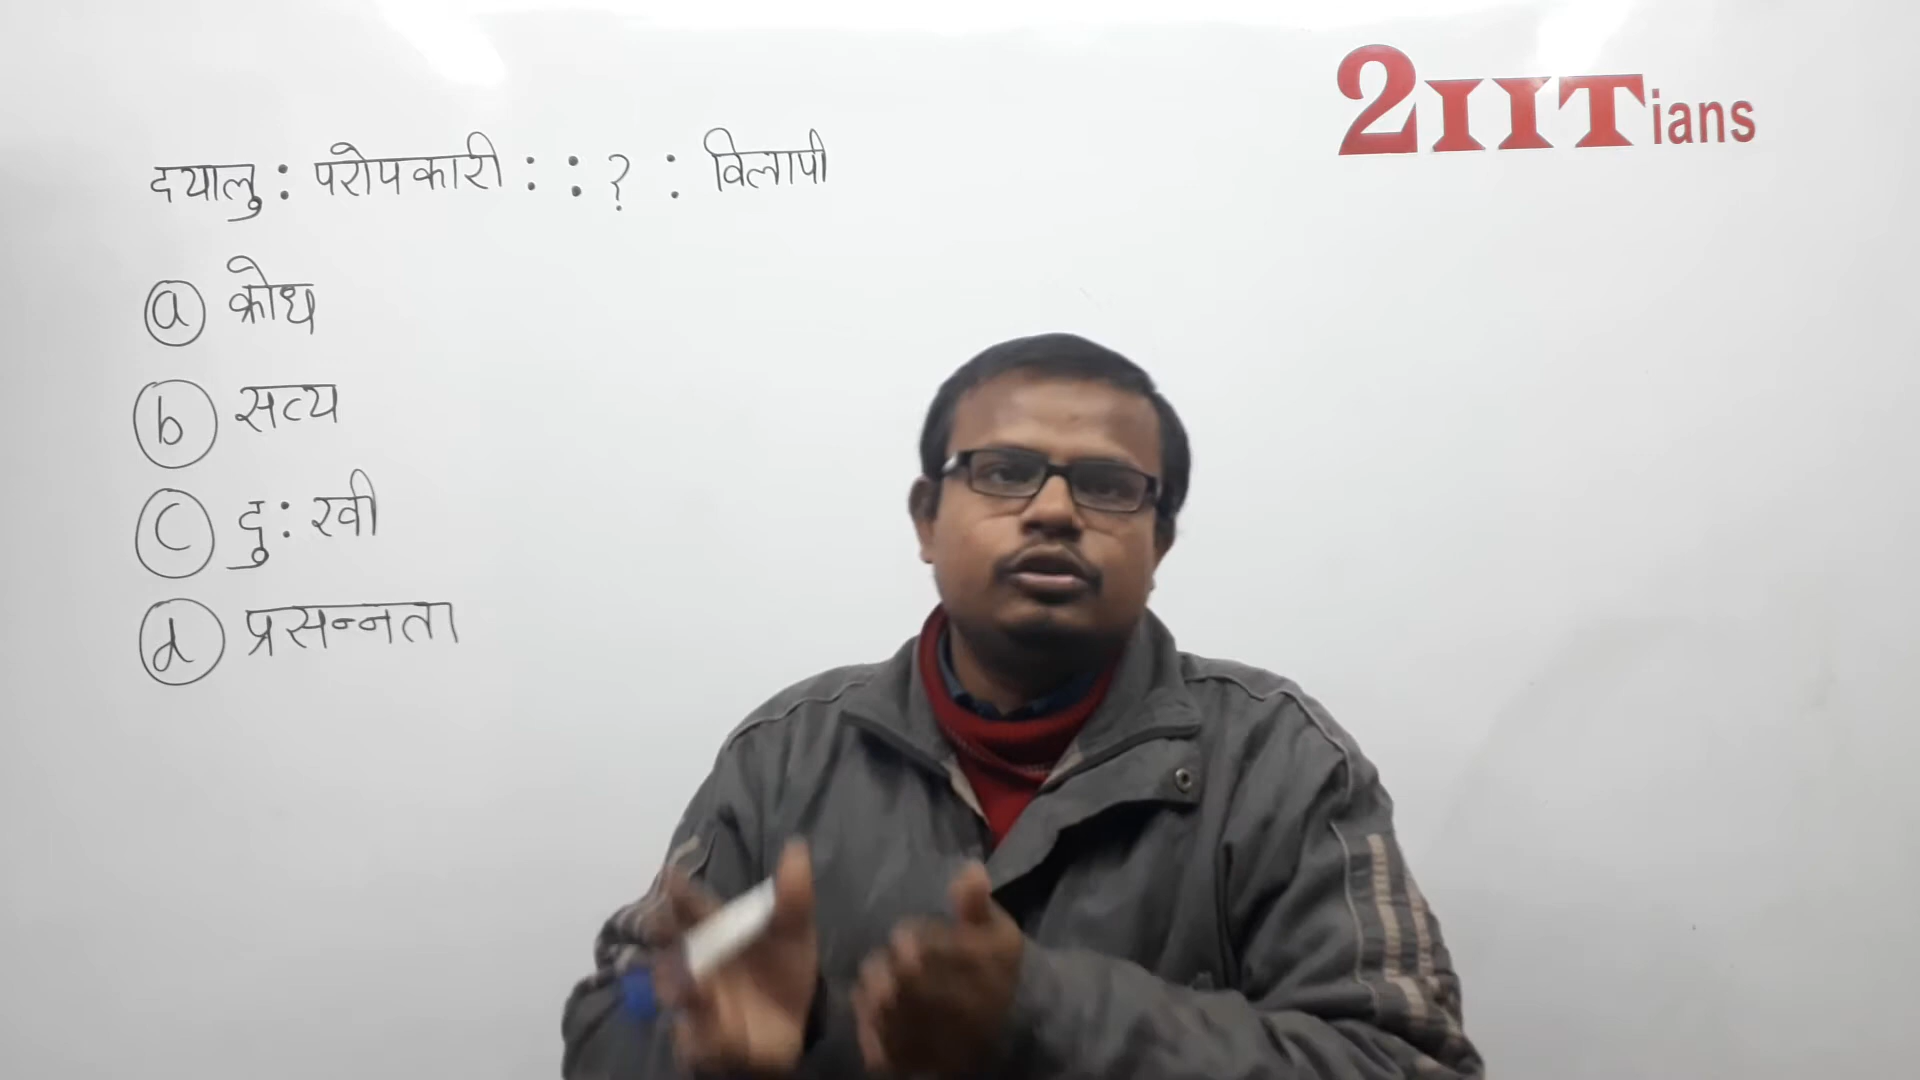 2IITians
दयालु : परोपकारी : : ? : विलापी
a क्रोध
b सत्य
c दु:खी
d प्रसन्नता